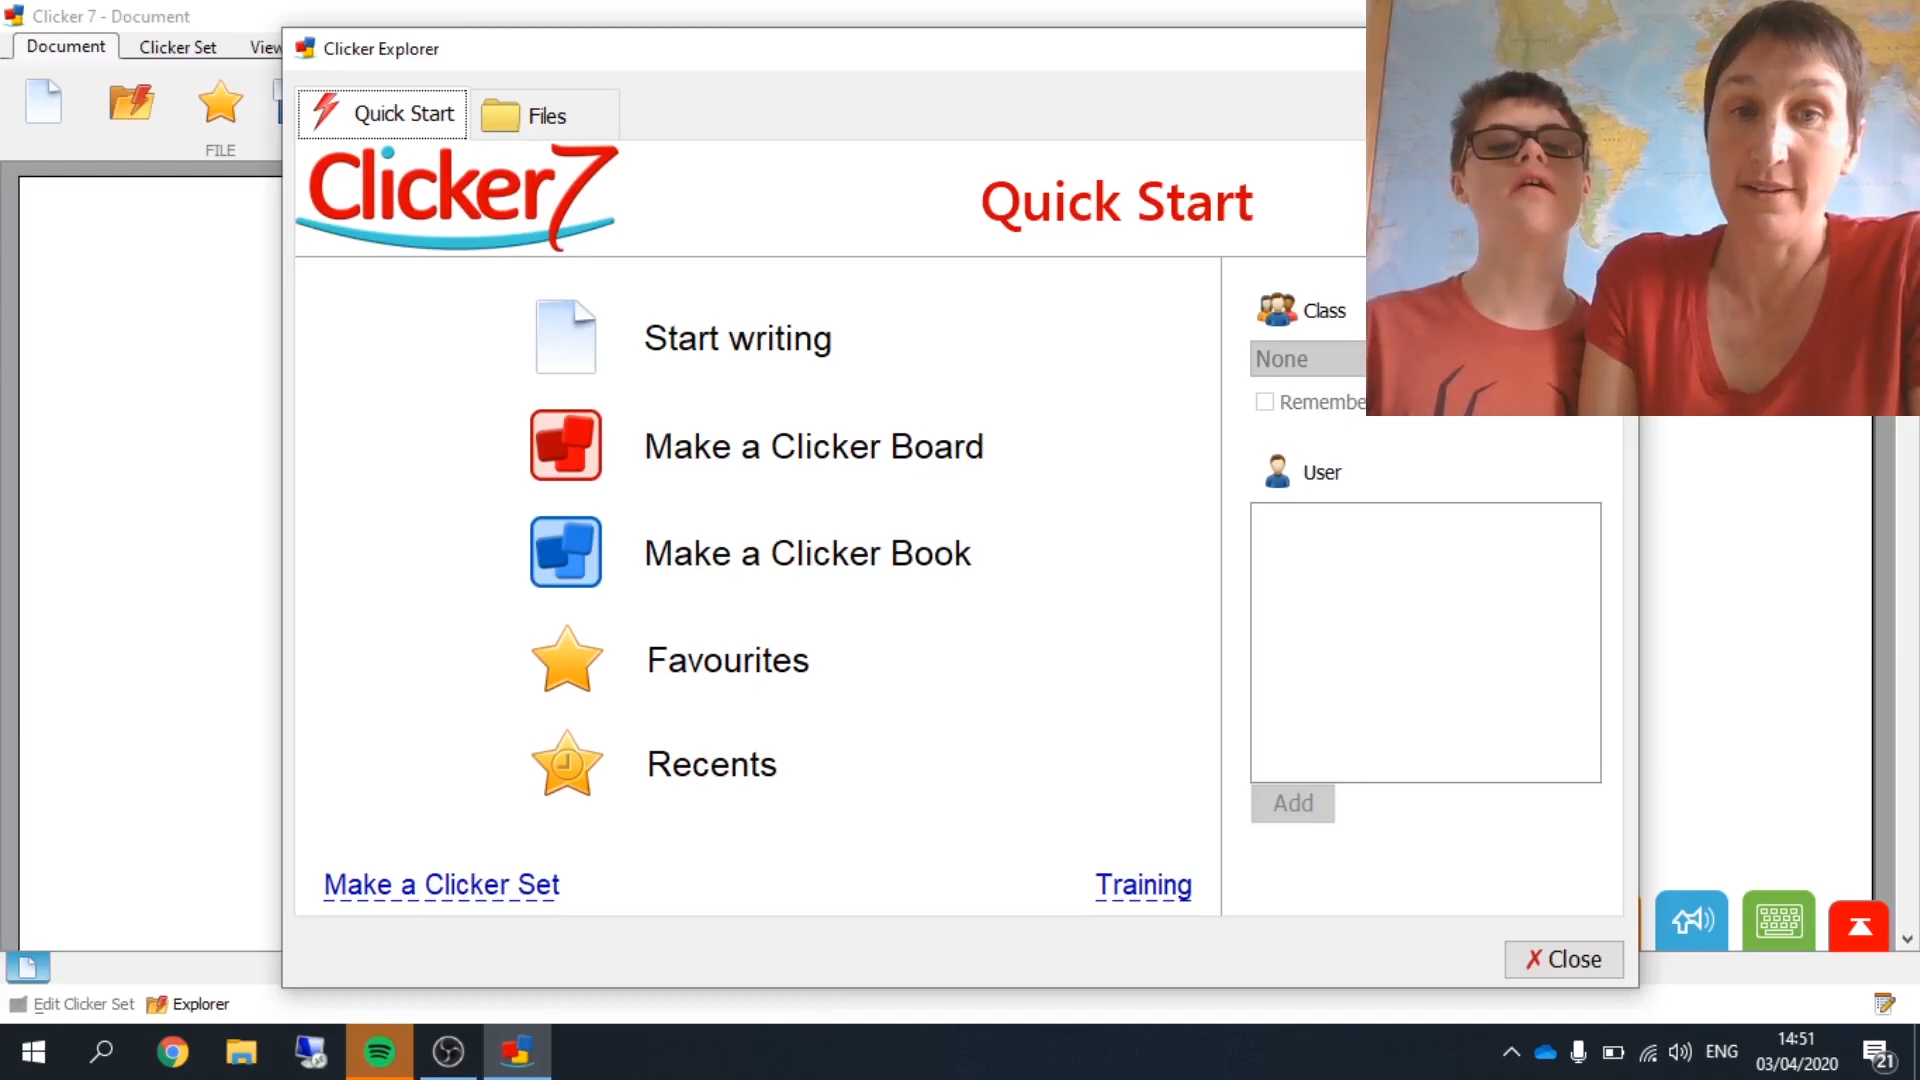 Clicker 7 - Document
Document Clicker Set View
FILE
Clicker Explorer
Quick Start Files
Clicker 7
Quick Start
Start writing
Make a Clicker Board
Make a Clicker Book
Favourites
Recents
Make a Clicker Set Training
Class
None
Remembe
User
Add
Close
Edit Clicker Set Explorer
ENG
14:51
03/04/2020
21